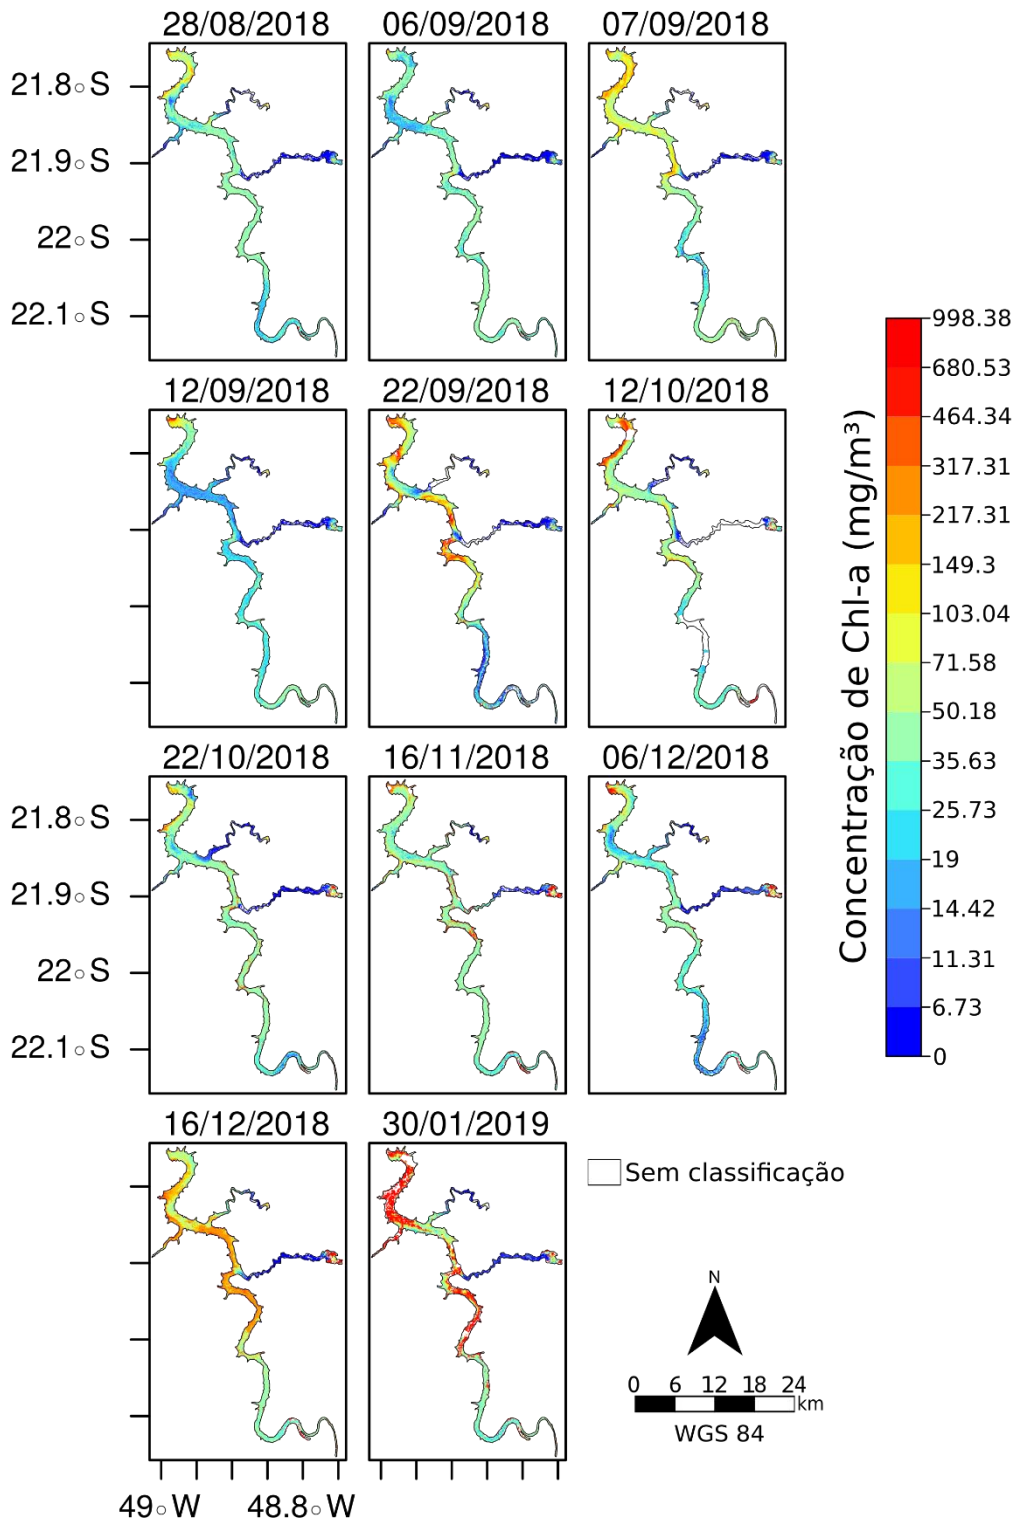 28/08/2018 06/09/2018 07/09/2018
21.8○S
21.9○S
22○S
22.1○S
12/09/2018 22/09/2018 12/10/2018
22/10/2018 16/11/2018 06/12/2018
21.8○S
21.9○S
22○S
22.1○S
16/12/2018 30/01/2019
49○W 48.8○W
Concentração de Chl-a (mg/m³)
998.38
680.53
464.34
317.31
217.31
149.3
103.04
71.58
50.18
35.63
25.73
19
14.42
11.31
6.73
0
Sem classificação
N
0 6 12 18 24
km
WGS 84